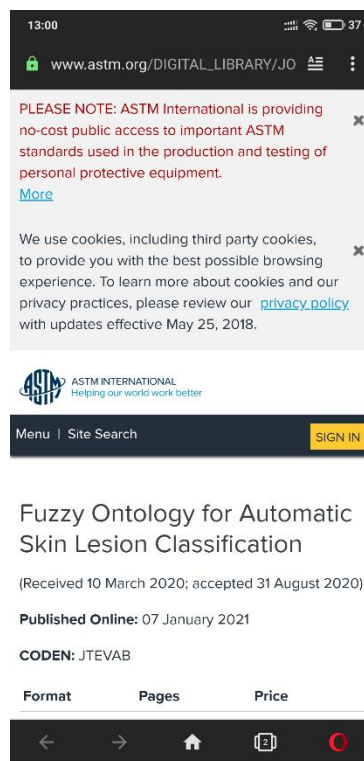 13:00
37
www.astm.org/DIGITAL_LIBRARY/JO
PLEASE NOTE: ASTM International is providing
no-cost public access to important ASTM
standards used in the production and testing of
personal protective equipment.
More
We use cookies, including third party cookies,
to provide you with the best possible browsing
experience. To learn more about cookies and our
privacy practices, please review our privacy policy
with updates effective May 25, 2018.
ASTM INTERNATIONAL
Helping our world work better
Menu | Site Search
SIGN IN
Fuzzy Ontology for Automatic
Skin Lesion Classification
(Received 10 March 2020; accepted 31 August 2020)
Published Online: 07 January 2021
CODEN: JTEVAB
Format Pages Price
2